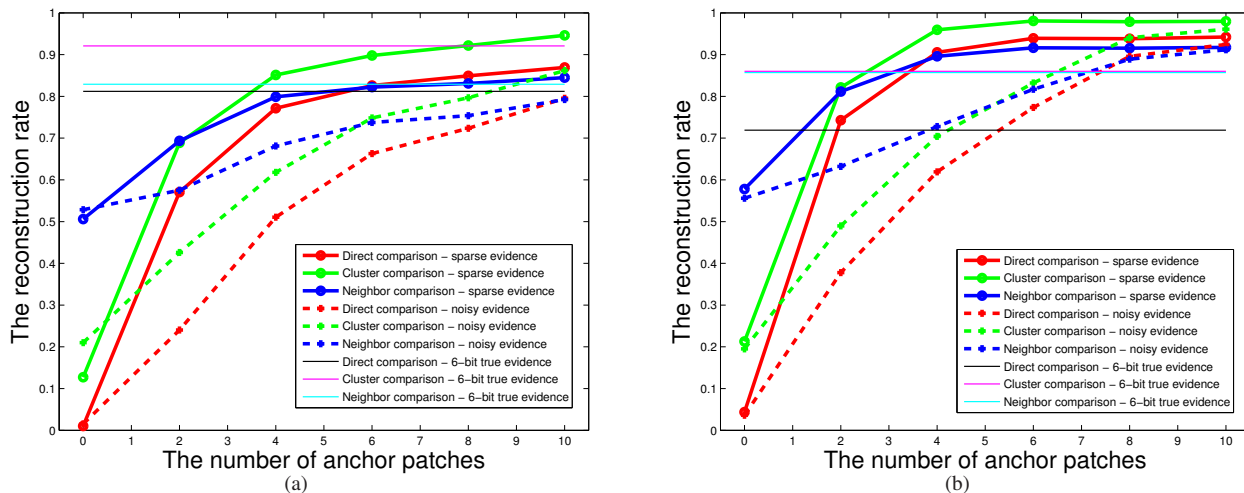 1
0.9
0.8
0.7
0.6
0.5
0.4
0.3
0.2
0.1
0
The reconstruction rate
Direct comparison – sparse evidence
Cluster comparison – sparse evidence
Neighbor comparison – sparse evidence
Direct comparison – noisy evidence
Cluster comparison – noisy evidence
Neighbor comparison – noisy evidence
Direct comparison – 6–bit true evidence
Cluster comparison – 6–bit true evidence
Neighbor comparison – 6–bit true evidence
0 1 2 3 4 5 6 7 8 9 10
The number of anchor patches
(a)
1
0.9
0.8
0.7
0.6
0.5
0.4
0.3
0.2
0.1
0
The reconstruction rate
Direct comparison – sparse evidence
Cluster comparison – sparse evidence
Neighbor comparison – sparse evidence
Direct comparison – noisy evidence
Cluster comparison – noisy evidence
Neighbor comparison – noisy evidence
Direct comparison – 6–bit true evidence
Cluster comparison – 6–bit true evidence
Neighbor comparison – 6–bit true evidence
0 1 2 3 4 5 6 7 8 9 10
The number of anchor patches
(b)